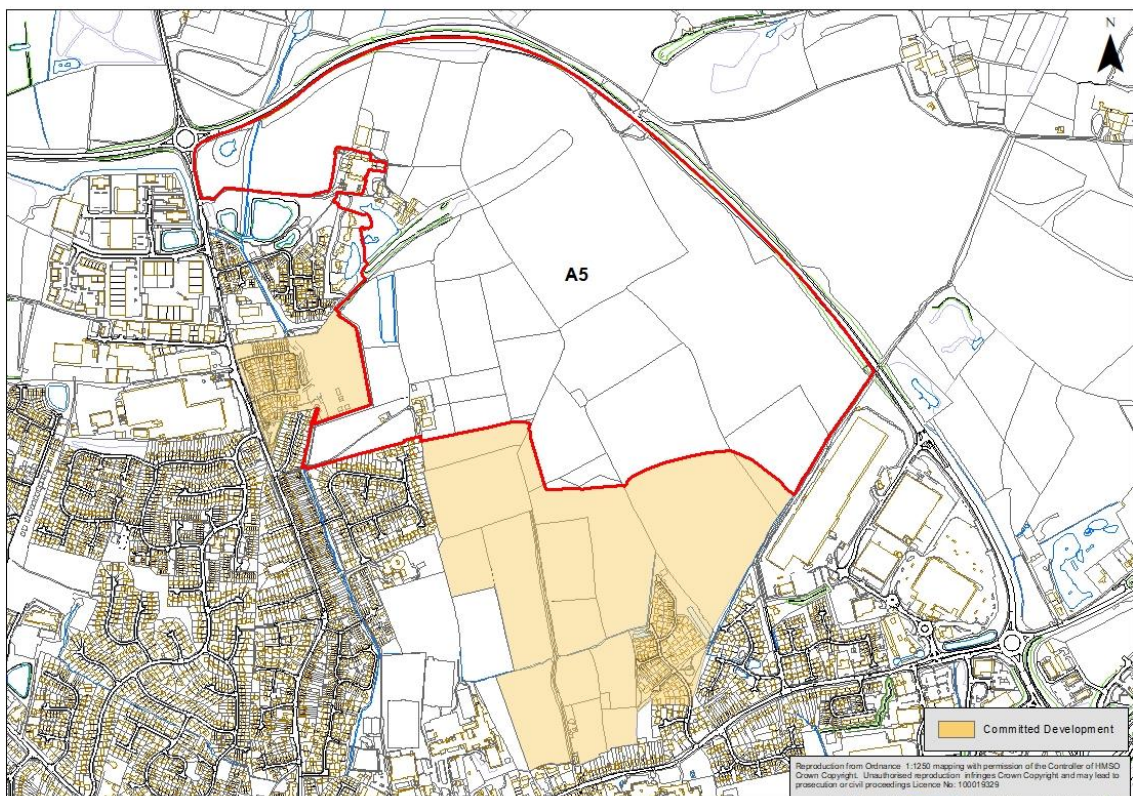 N
A5
Committed Development
Reproduction from Ordnance 1:1250 mapping with permission of the Controller of HMSO
Crown Copyright. Unauthorised reproduction infringes Crown Copyright and may lead to
prosecution or civil proceedings Licence No: 100019329